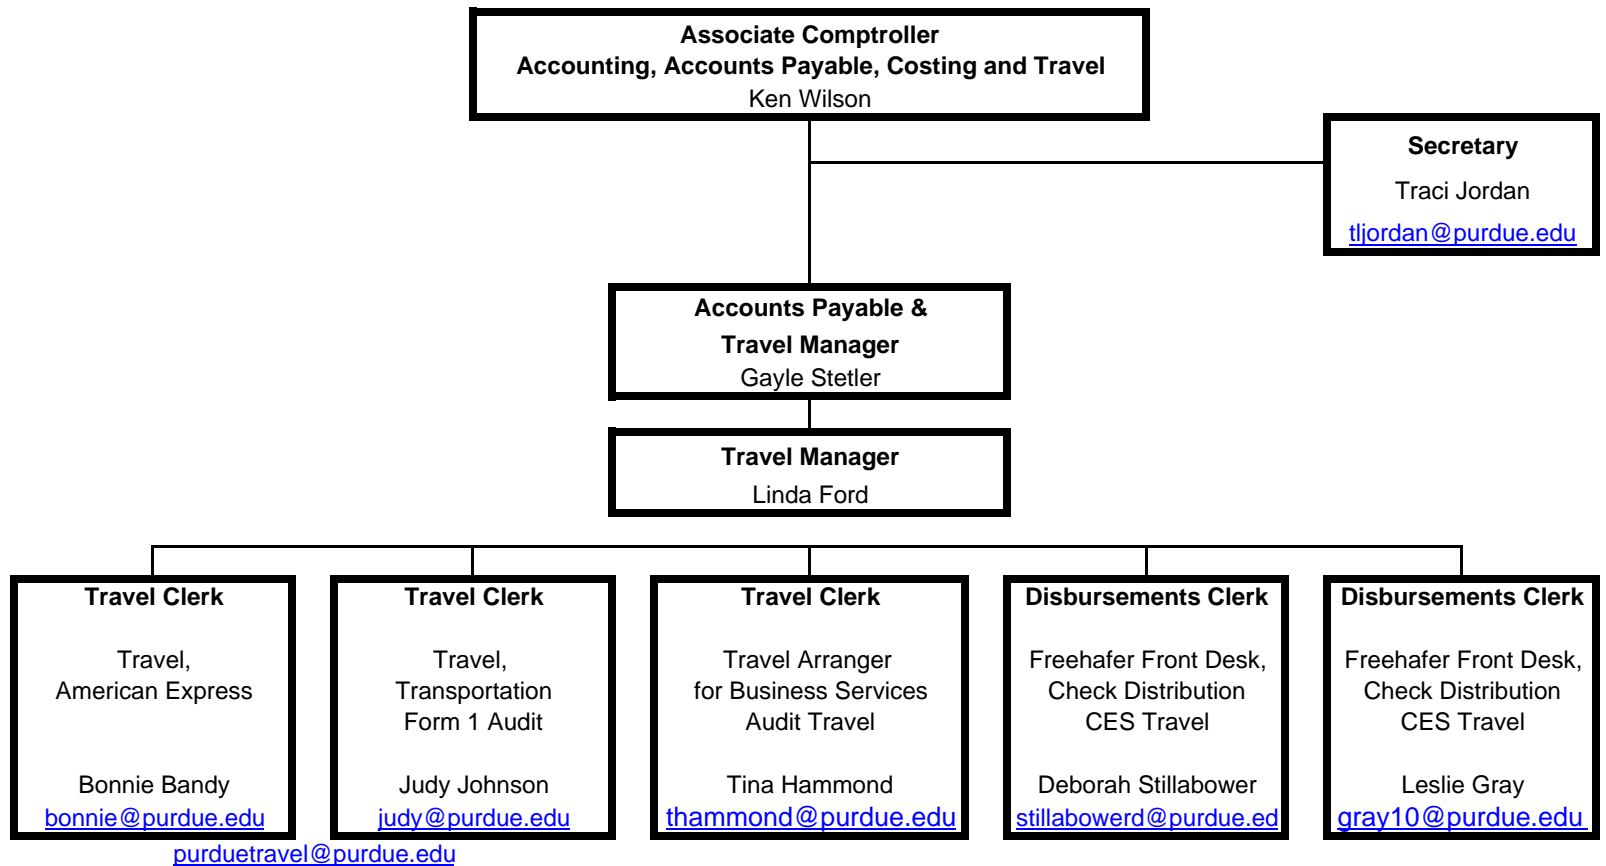 Associate Comptroller
Accounting, Accounts Payable, Costing and Travel
Ken Wilson
Secretary
Traci Jordan
tljordan@purdue.edu
Accounts Payable &
Travel Manager
Gayle Stetler
Travel Manager
Linda Ford
Travel Clerk
Travel,
American Express
Bonnie Bandy
bonnie@purdue.edu
purduetravel@purdue.edu
Travel Clerk
Travel,
Transportation
Form 1 Audit
Judy Johnson
judy@purdue.edu
Travel Clerk
Travel Arranger
for Business Services
Audit Travel
Tina Hammond
thammond@purdue.edu
Disbursements Clerk
Freehafer Front Desk,
Check Distribution
CES Travel
Deborah Stillabower
stillabowerd@purdue.ed
Disbursements Clerk
Freehafer Front Desk,
Check Distribution
CES Travel
Leslie Gray
gray10@purdue.edu